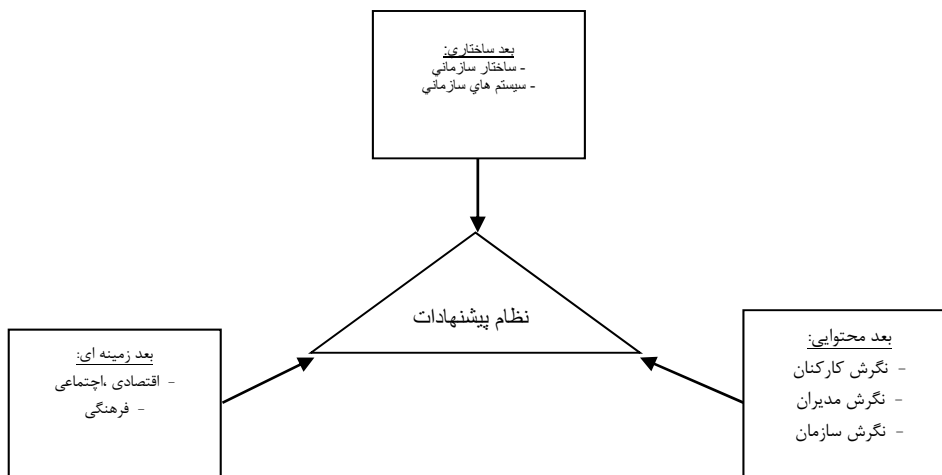 بعد ساختاري:
- ساختار سازماني
- سيستم هاي سازماني
نظام پیشنهادات
بعد محتوایی:
- نگرش کارکنان
- نگرش مدیران
- نگرش سازمان
بعد زمینه ای:
- اقتصادی ،اجتماعی
- فرهنگی